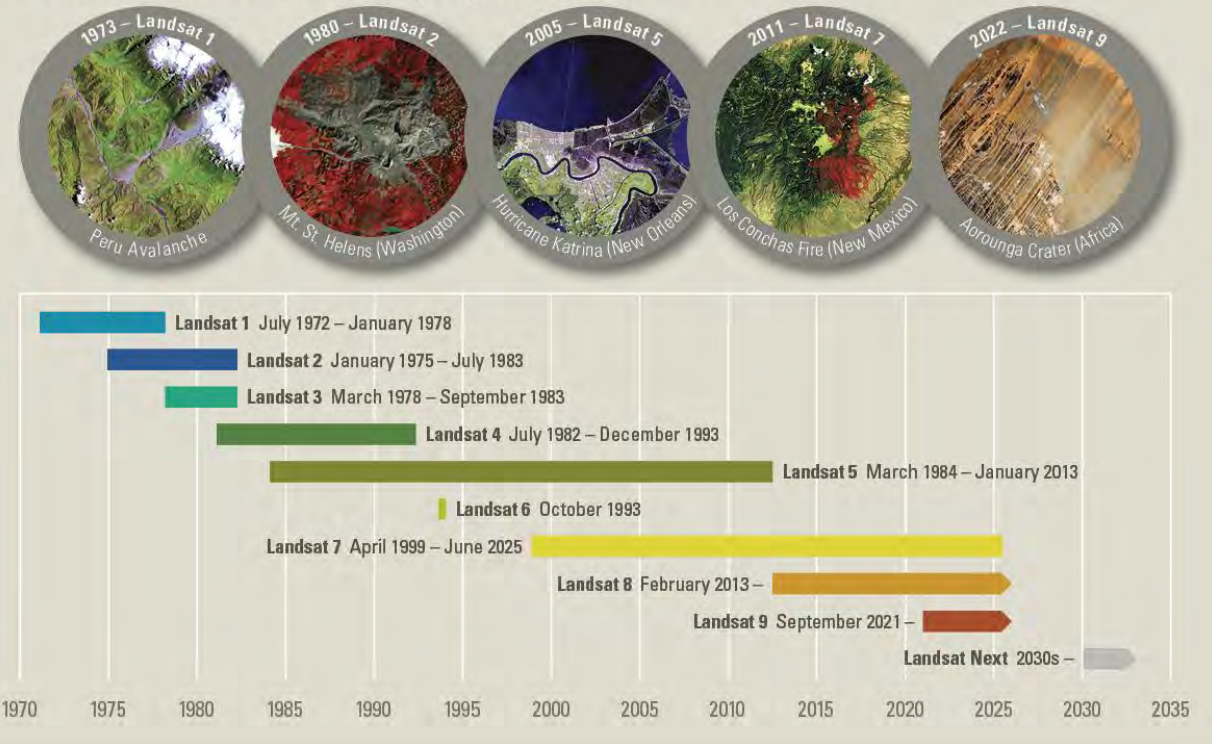 1973 – Landsat 1
Peru Avalanche
1980 – Landsat 2
Mt. St. Helens (Washington)
2005 – Landsat 5
Hurricane Katrina (New Orleans)
2011 – Landsat 7
Los Conchas Fire (New Mexico)
2022 – Landsat 9
Aorounga Crater (Africa)
Landsat 1 July 1972 – January 1978
Landsat 2 January 1975 – July 1983
Landsat 3 March 1978 – September 1983
Landsat 4 July 1982 – December 1993
Landsat 5 March 1984 – January 2013
Landsat 6 October 1993
Landsat 7 April 1999 – June 2025
Landsat 8 February 2013 –
Landsat 9 September 2021 –
Landsat Next 2030s –
1970 1975 1980 1985 1990 1995 2000 2005 2010 2015 2020 2025 2030 2035